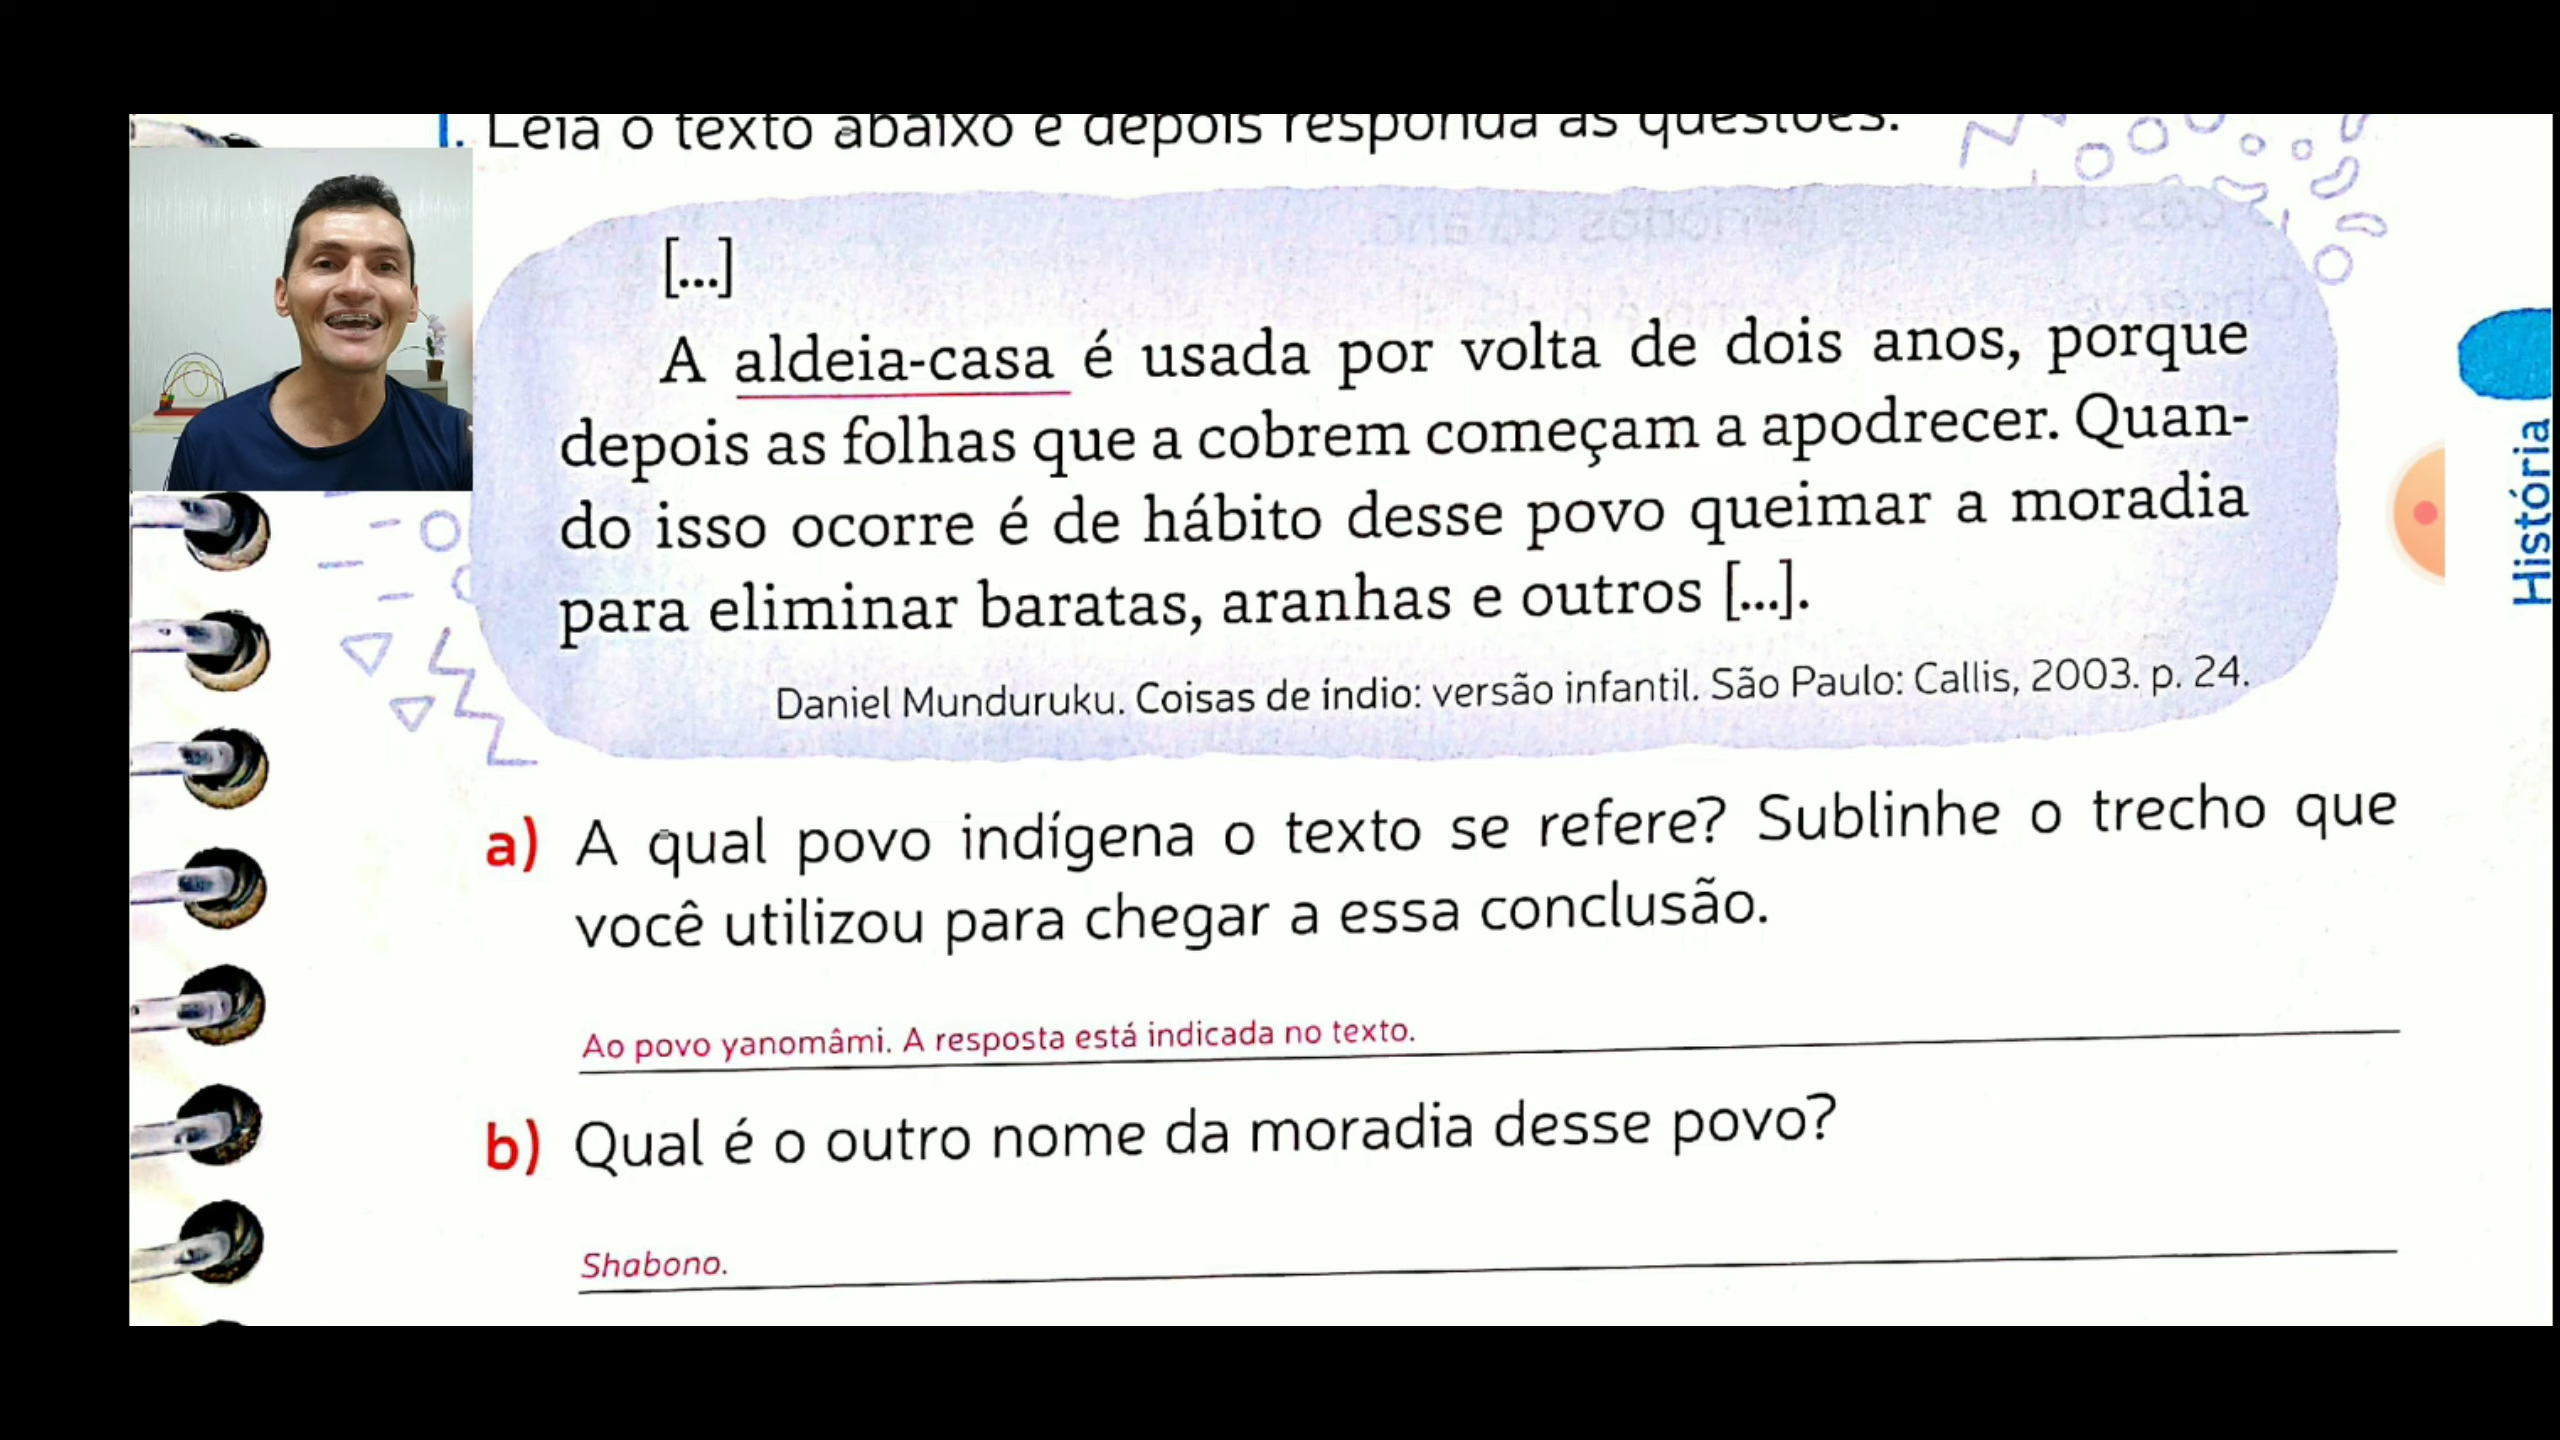 1. Leia o texto abaixo e depois responda às questões.
[...]
A aldeia-casa é usada por volta de dois anos, porque
depois as folhas que a cobrem começam a apodrecer. Quan-
do isso ocorre é de hábito desse povo queimar a moradia
para eliminar baratas, aranhas e outros [...].
Daniel Munduruku. Coisas de índio: versão infantil. São Paulo: Callis, 2003. p. 24.
a) A qual povo indígena o texto se refere? Sublinhe o trecho que
você utilizou para chegar a essa conclusão.
Ao povo yanomâmi. A resposta está indicada no texto.
b) Qual é o outro nome da moradia desse povo?
Shabono.
História